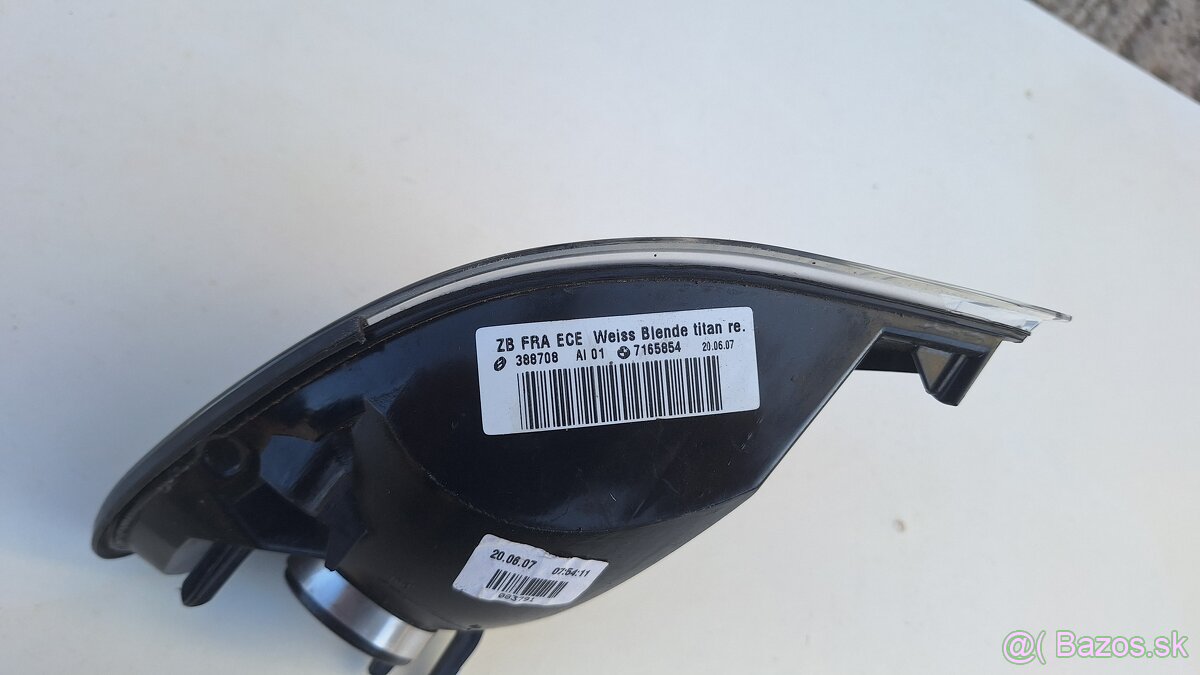 ZB FRA ECE Weiss Blende titan re.
388708 AI 01 7165854 20.06.07
20.06.07 07:54:11
003791
@( Bazos.sk